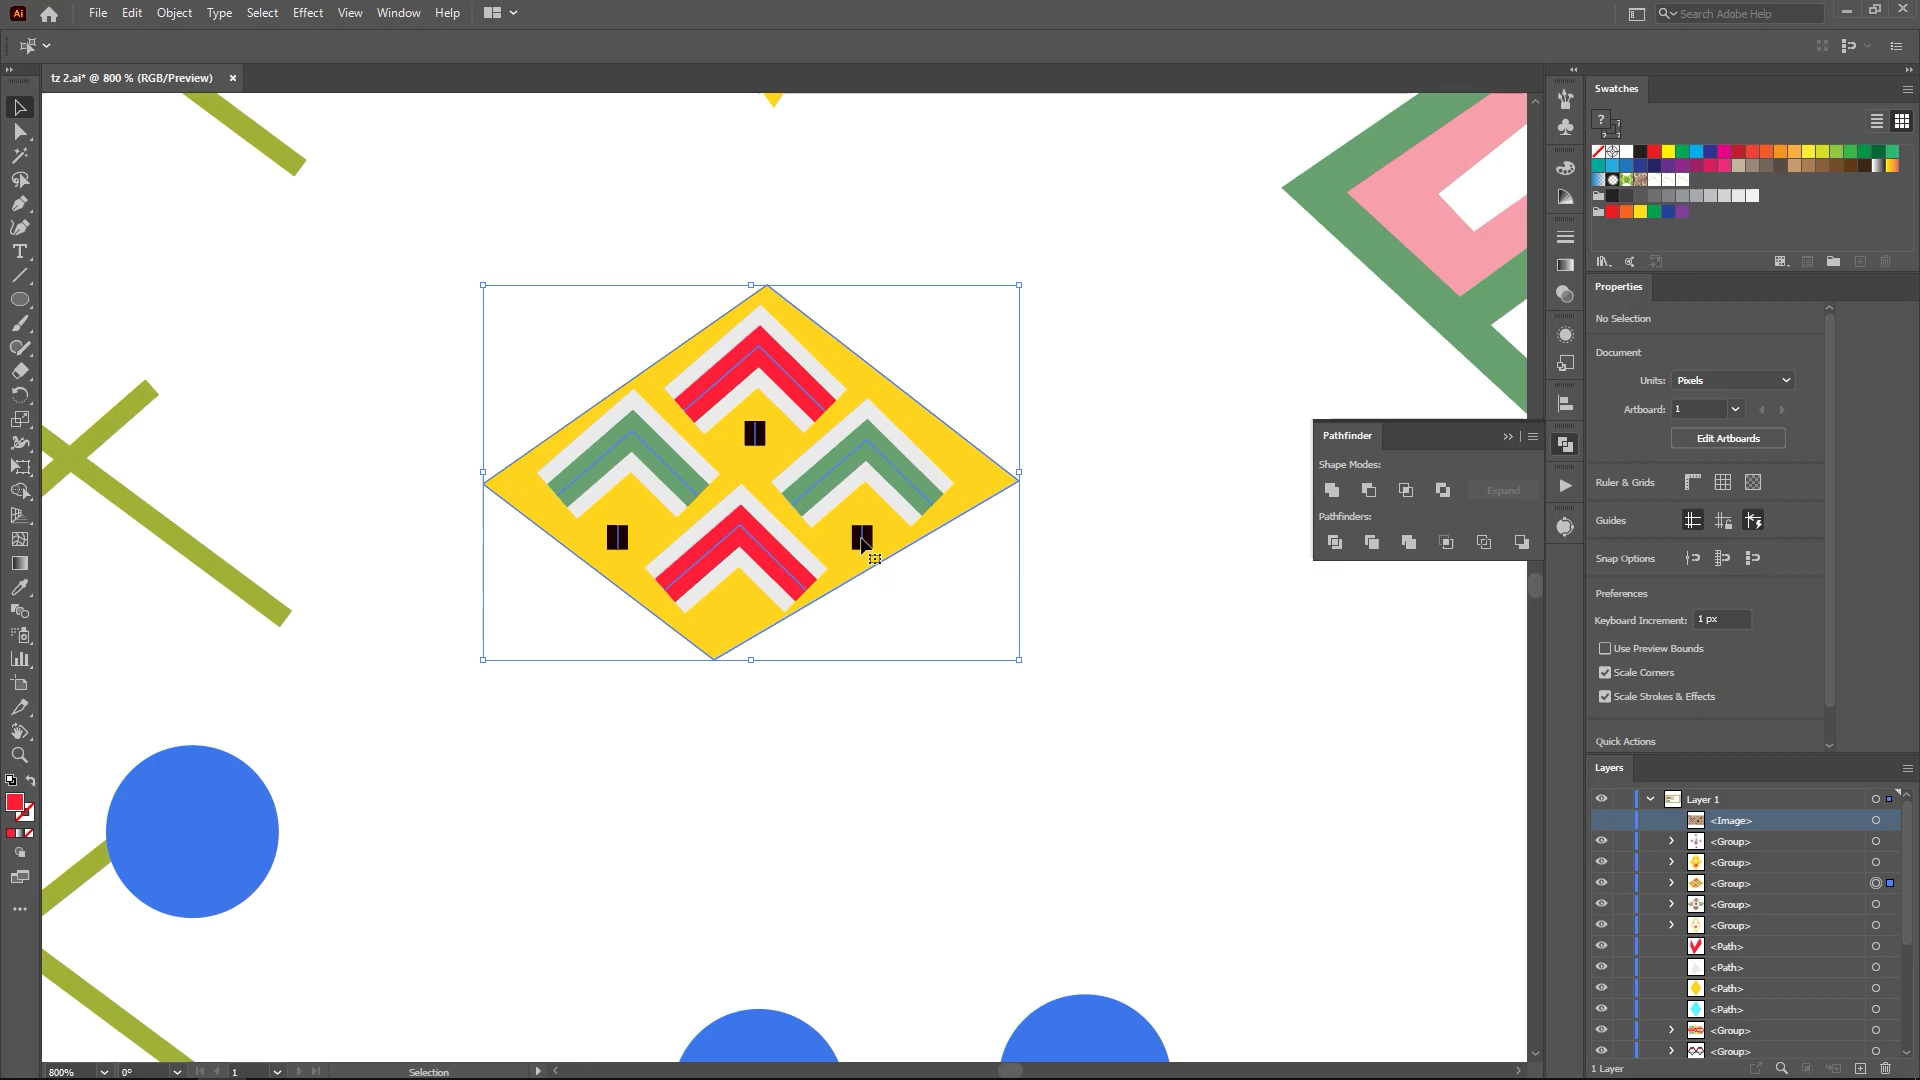 Ai File Edit Object Type Select Effect View Window Help
Search Adobe Help
tz 2.ai* @ 800 % (RGB/Preview) ×
Swatches
?
Properties
No Selection
Document
Units: Pixels
Artboard: 1
Edit Artboards
Pathfinder
Shape Modes:
Expand
Pathfinders:
Ruler & Grids
Guides
Snap Options
Preferences
Keyboard Increment: 1 px
Use Preview Bounds
Scale Corners
Scale Strokes & Effects
Quick Actions
Layers
Layer 1
<Image>
<Group>
<Group>
<Group>
<Group>
<Group>
<Path>
<Path>
<Path>
<Path>
<Group>
<Group>
1 Layer
800% 0° 1 Selection